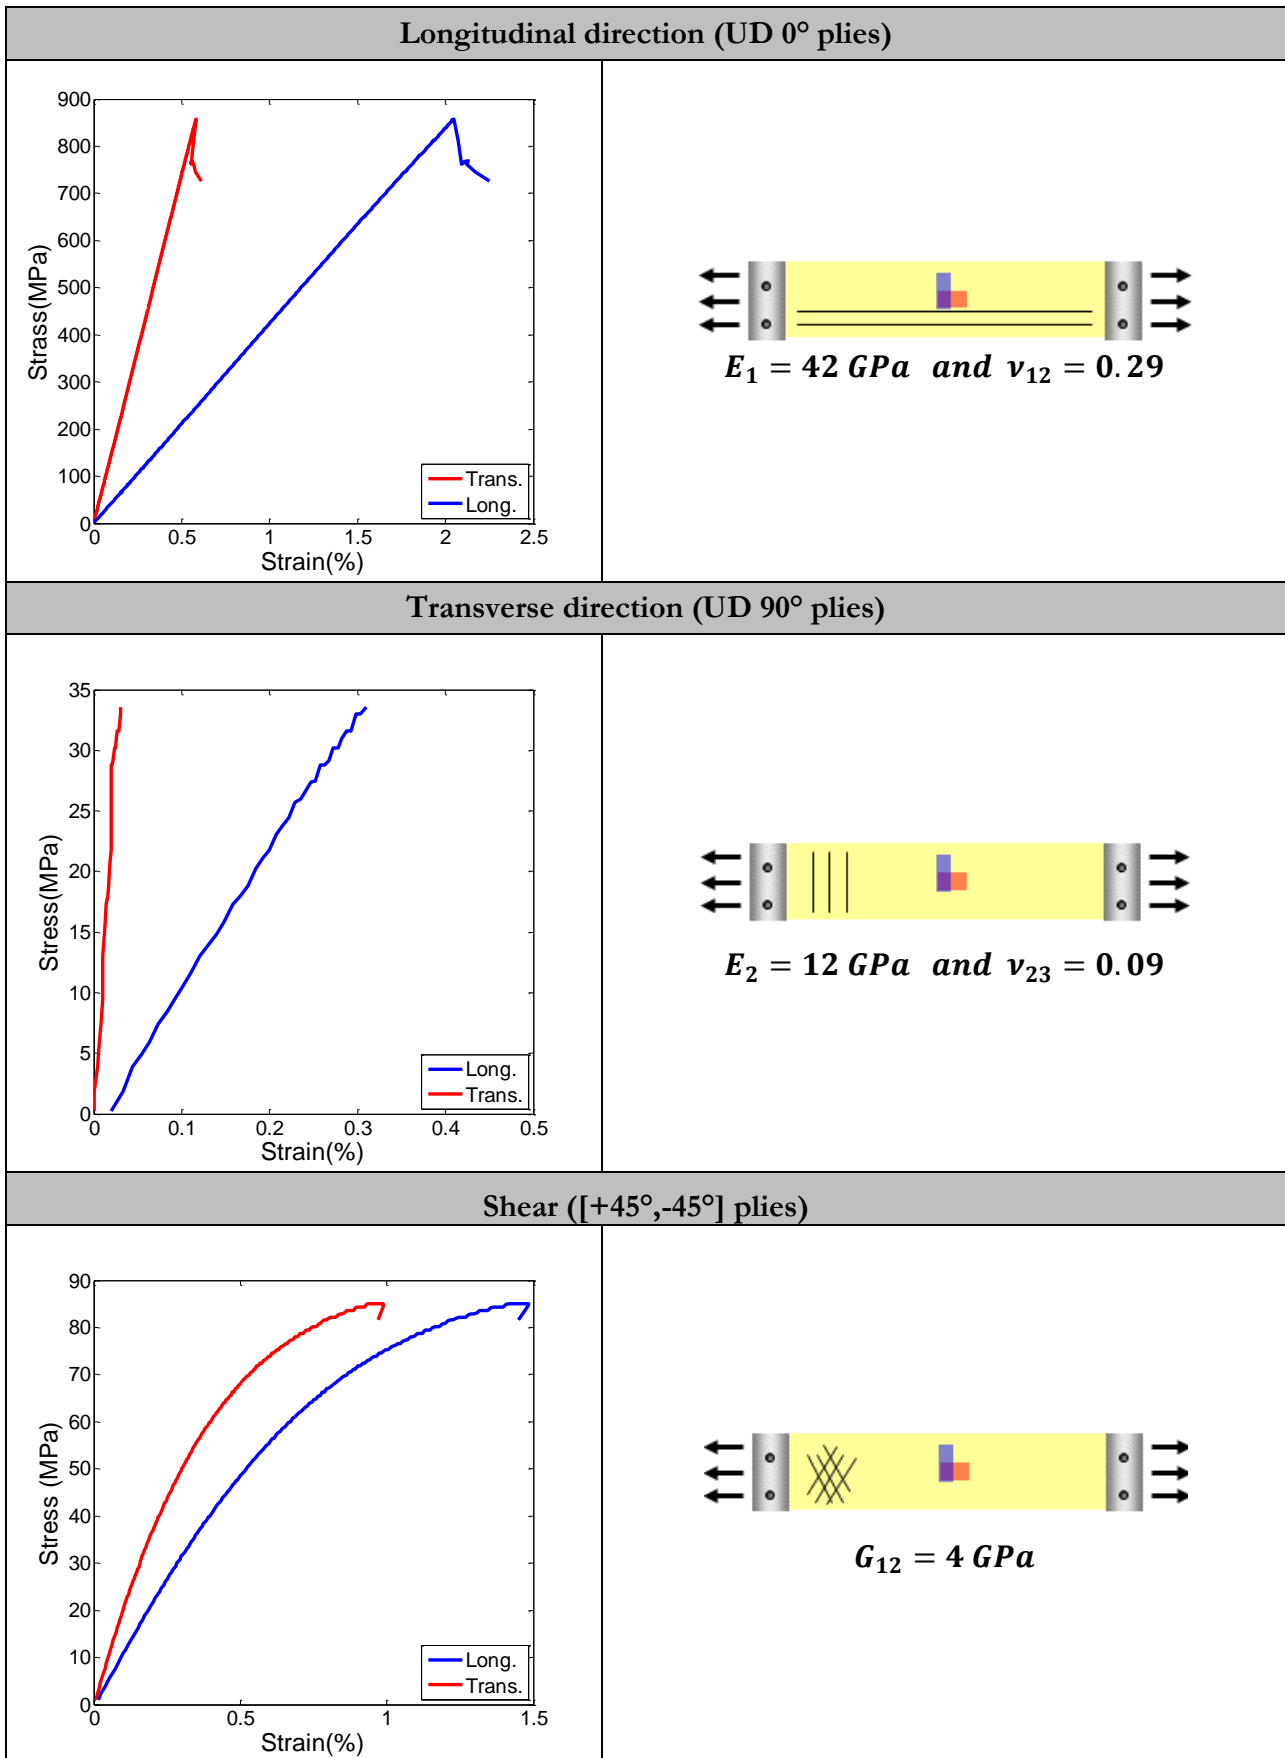 Longitudinal direction (UD 0° plies)
900
800
700
600
500
400
300
200
100
0
Strass(MPa)
0 0.5 1 1.5 2 2.5
Strain(%)
Trans.
Long.
E₁ = 42 GPa and ν₁₂ = 0.29
Transverse direction (UD 90° plies)
35
30
25
20
15
10
5
0
Stress(MPa)
0 0.1 0.2 0.3 0.4 0.5
Strain(%)
Long.
Trans.
E₂ = 12 GPa and ν₂₃ = 0.09
Shear ([+45°,-45°] plies)
90
80
70
60
50
40
30
20
10
0
Stress (MPa)
0 0.5 1 1.5
Strain(%)
Long.
Trans.
G₁₂ = 4 GPa